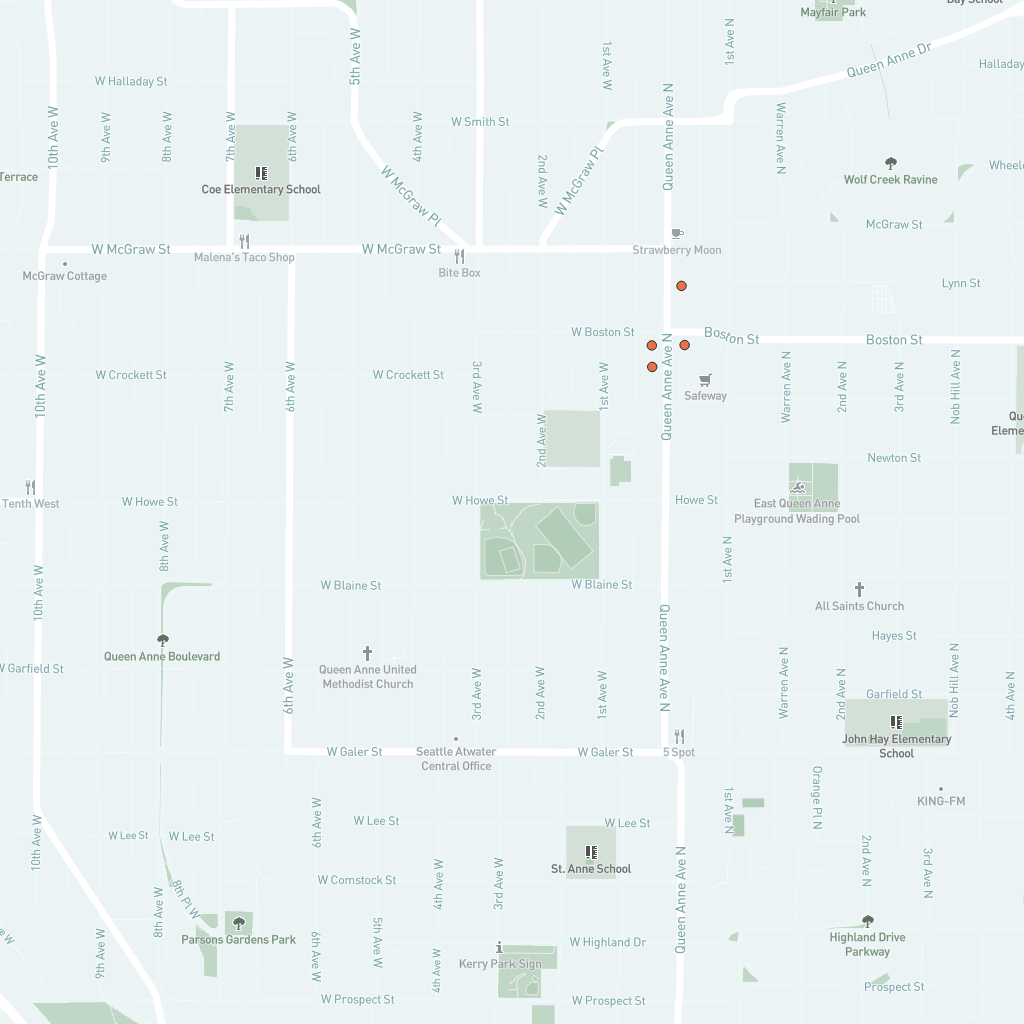 Day School
Mayfair Park
1st Ave N
5th Ave W
1st Ave W
Queen Anne Dr
Halladay
W Halladay St
Queen Anne Ave N
10th Ave W
9th Ave W
8th Ave W
7th Ave W
6th Ave W
4th Ave W
W Smith St
Warren Ave N
Terrace
Coe Elementary School
W McGraw Pl
2nd Ave W
W McGraw Pl
Wolf Creek Ravine
McGraw St
W McGraw St
Malena's Taco Shop
W McGraw St
Bite Box
Strawberry Moon
McGraw Cottage
Lynn St
W Boston St
Boston St
Boston St
W Crockett St
W Crockett St
10th Ave W
7th Ave W
6th Ave W
3rd Ave W
1st Ave W
Queen Anne Ave N
Safeway
Warren Ave N
2nd Ave N
3rd Ave N
Nob Hill Ave N
2nd Ave W
Newton St
Tenth West
W Howe St
W Howe St
Howe St
East Queen Anne
Playground Wading Pool
8th Ave W
10th Ave W
1st Ave N
W Blaine St
W Blaine St
All Saints Church
Hayes St
Queen Anne Boulevard
W Garfield St
Queen Anne United
Methodist Church
6th Ave W
3rd Ave W
2nd Ave W
1st Ave W
Queen Anne Ave N
Warren Ave N
2nd Ave N
Garfield St
Nob Hill Ave N
4th Ave N
John Hay Elementary
School
W Galer St
Seattle Atwater
Central Office
W Galer St
5 Spot
Orange Pl N
KING-FM
1st Ave N
10th Ave W
W Lee St
W Lee St
6th Ave W
W Lee St
W Lee St
St. Anne School
2nd Ave N
3rd Ave N
W Comstock St
4th Ave W
3rd Ave W
8th Pl W
8th Ave W
Queen Anne Ave N
Parsons Gardens Park
9th Ave W
6th Ave W
5th Ave W
4th Ave W
Kerry Park Sign
W Highland Dr
Highland Drive
Parkway
Prospect St
W Prospect St
W Prospect St